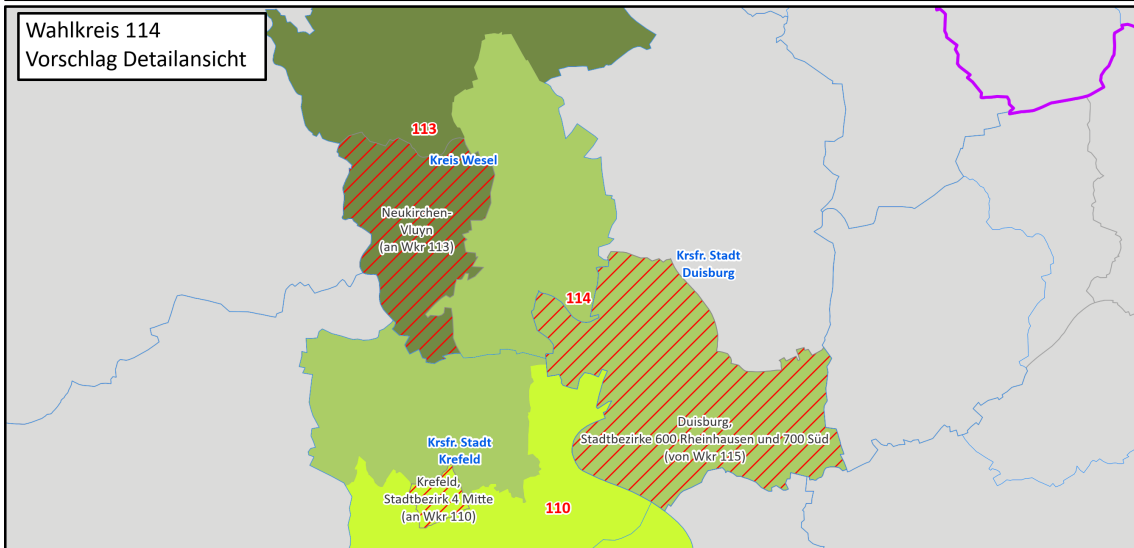 Wahlkreis 114
Vorschlag Detailansicht
113
Kreis Wesel
Neukirchen-
Vluyn
(an Wkr 113)
Krsfr. Stadt
Duisburg
114
Duisburg,
Stadtbezirke 600 Rheinhausen und 700 Süd
(von Wkr 115)
Krsfr. Stadt
Krefeld
Krefeld,
Stadtbezirk 4 Mitte
(an Wkr 110)
110